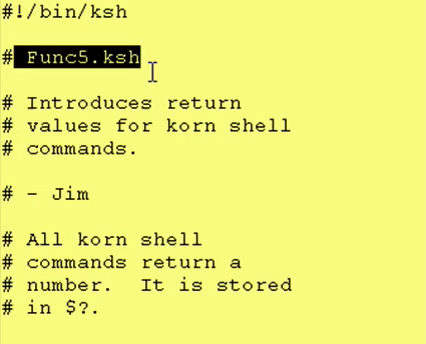 #!/bin/ksh
# Func5.ksh
# Introduces return
# values for korn shell
# commands.
# - Jim
# All korn shell
# commands return a
# number.  It is stored
# in $?.